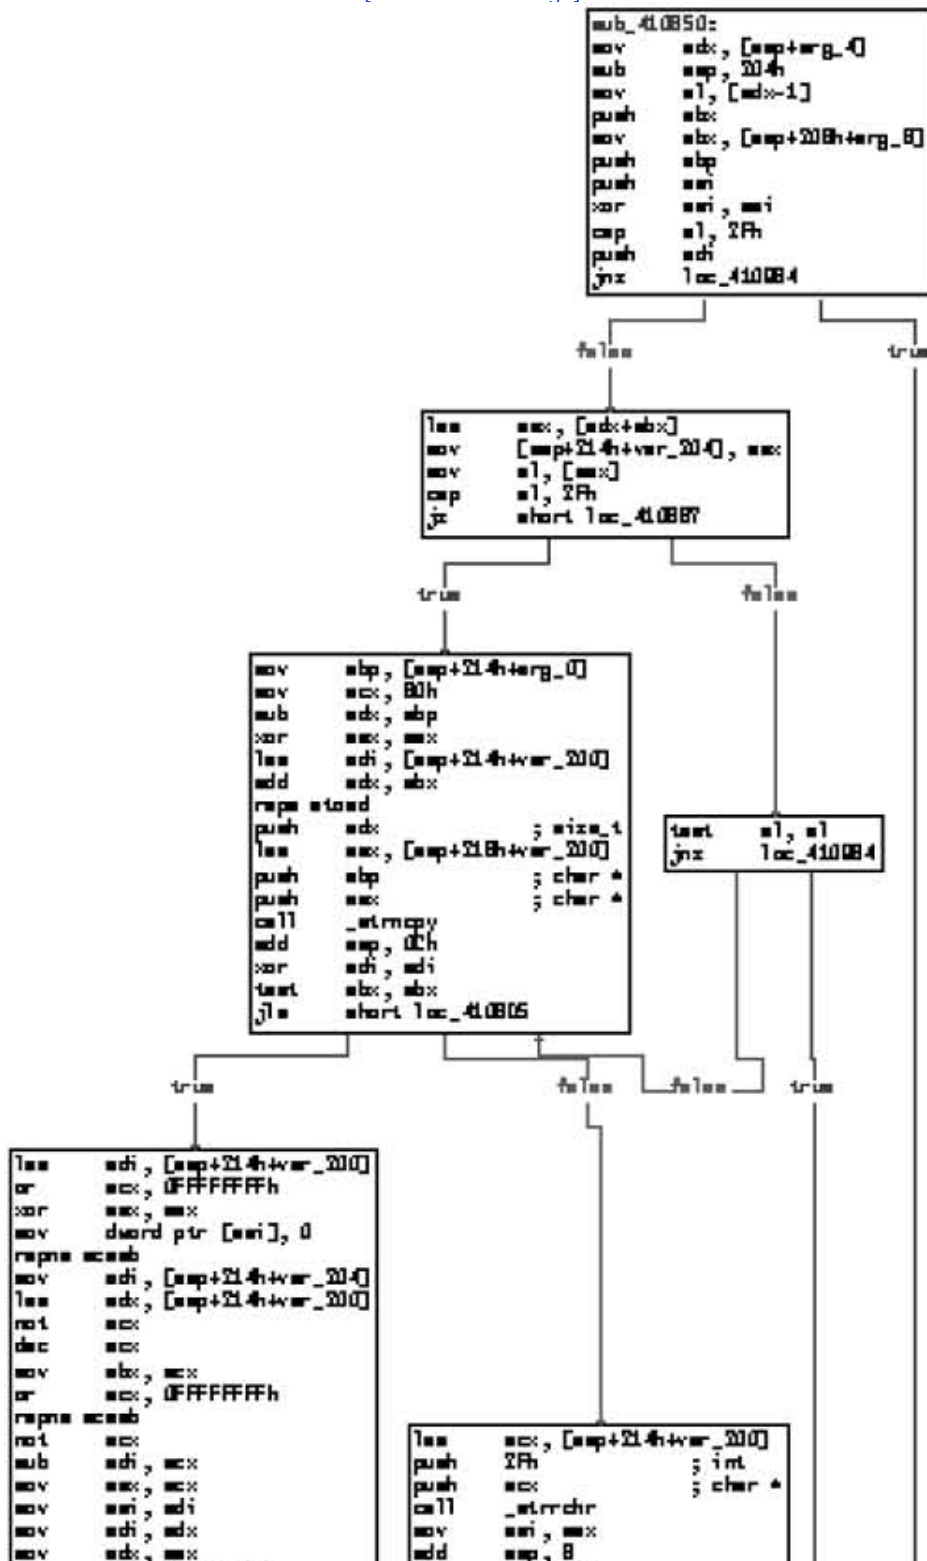 sub_410B50:
mov edx, [esp+arg_4]
sub esp, 204h
mov al, [edx-1]
push ebx
mov ebx, [esp+208h+arg_8]
push ebp
push esi
xor esi, esi
cmp al, 2Fh
push edi
jnz
false
true
lea eax, [edx+ebx]
mov [esp+214h+var_204], eax
mov al, [eax]
cmp al, 2Fh
jz short
true
false
mov ebp, [esp+214h+arg_0]
mov ecx, 80h
sub edx, ebp
xor eax, eax
lea edi, [esp+214h+var_200]
add edx, ebx
repe stosd
push edx ; size_t
lea eax, [esp+218h+var_200]
push ebp ; char *
push eax ; char *
call _strncpy
add esp, 0Ch
xor edi, edi
test ebx, ebx
jle short
test al, al
jnz
true
false
false
true
lea edi, [esp+214h+var_200]
or ecx, 0FFFFFFFFh
xor eax, eax
mov dword ptr [esi], 0
repne scasb
mov edi, [esp+214h+var_204]
lea edx, [esp+214h+var_200]
not ecx
dec ecx
mov ebx, ecx
or ecx, 0FFFFFFFFh
repne scasb
not ecx
sub edi, ecx
mov eax, ecx
mov esi, edi
mov edi, edx
mov edx, eax
lea ecx, [esp+214h+var_200]
push 2Fh ; int
push ecx ; char *
call _strrchr
mov esi, eax
add esp, 8